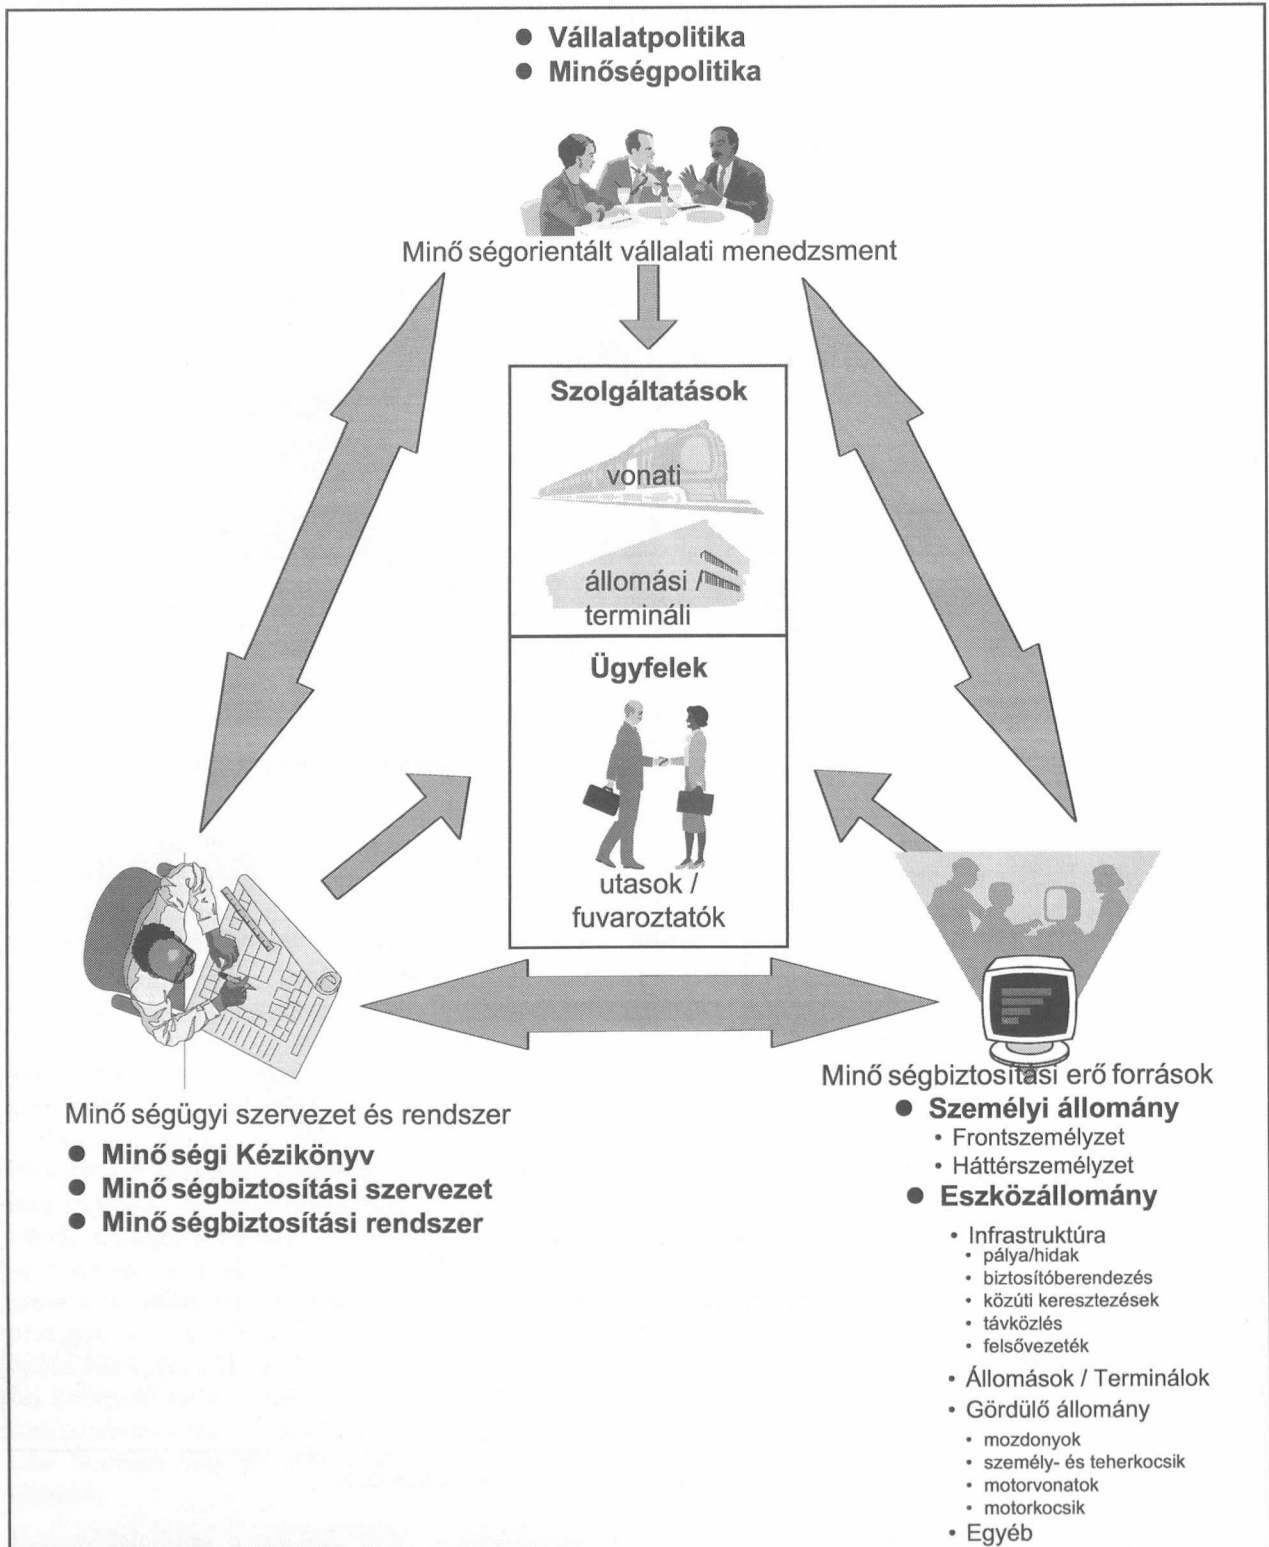 ● Vállalatpolitika
● Minőségpolitika
Minő ségorientált vállalati menedzsment
Szolgáltatások
vonati
állomási /
termináli
Ügyfelek
utasok /
fuvaroztatók
Minő ségügyi szervezet és rendszer
● Minő ségi Kézikönyv
● Minő ségbiztosítási szervezet
● Minő ségbiztosítási rendszer
Minő ségbiztosítási erő források
● Személyi állomány
• Frontszemélyzet
• Háttérszemélyzet
● Eszközállomány
• Infrastruktúra
• pálya/hidak
• biztosítóberendezés
• közúti keresztezések
• távközlés
• felsővezeték
• Állomások / Terminálok
• Gördülő állomány
• mozdonyok
• személy- és teherkocsik
• motorvonatok
• motorkocsik
• Egyéb